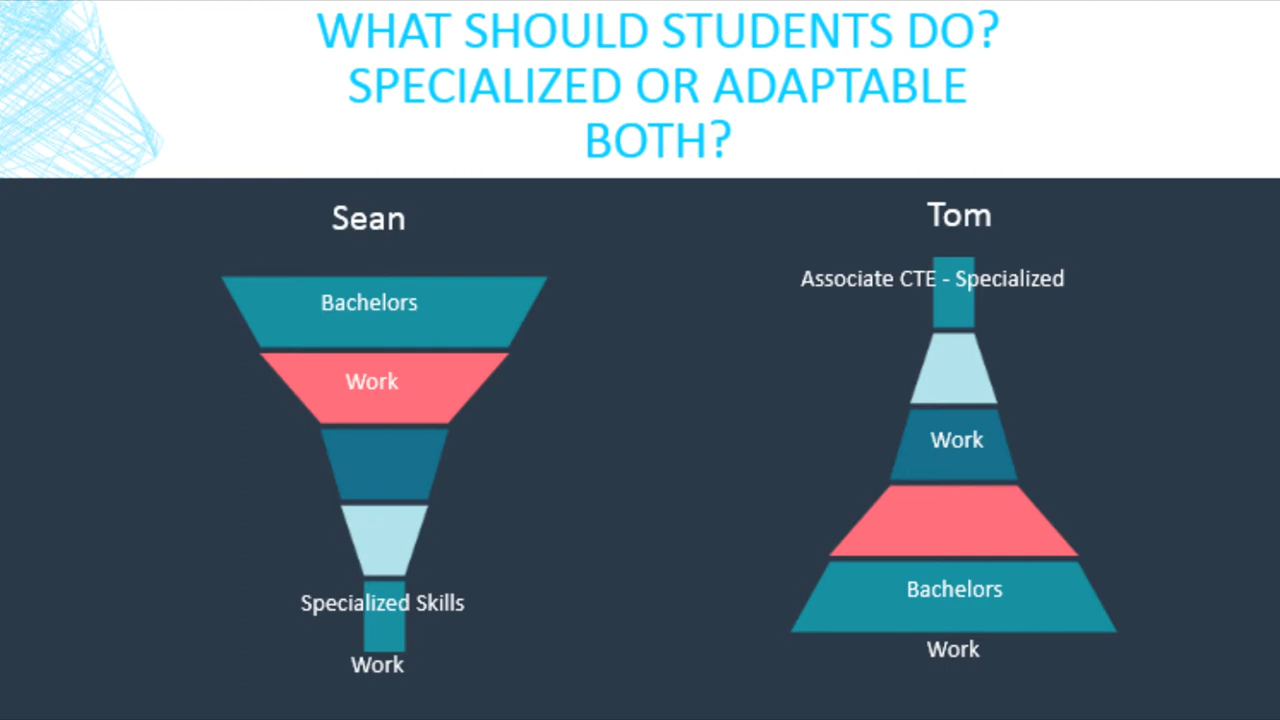 WHAT SHOULD STUDENTS DO?
SPECIALIZED OR ADAPTABLE
BOTH?
Sean
Bachelors
Work
Specialized Skills
Work
Tom
Associate CTE - Specialized
Work
Bachelors
Work